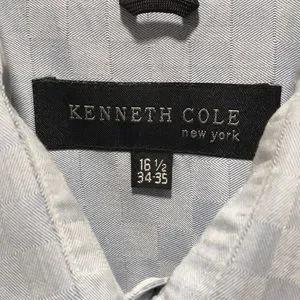 KENNETH COLE
new york
16 ½
34-35